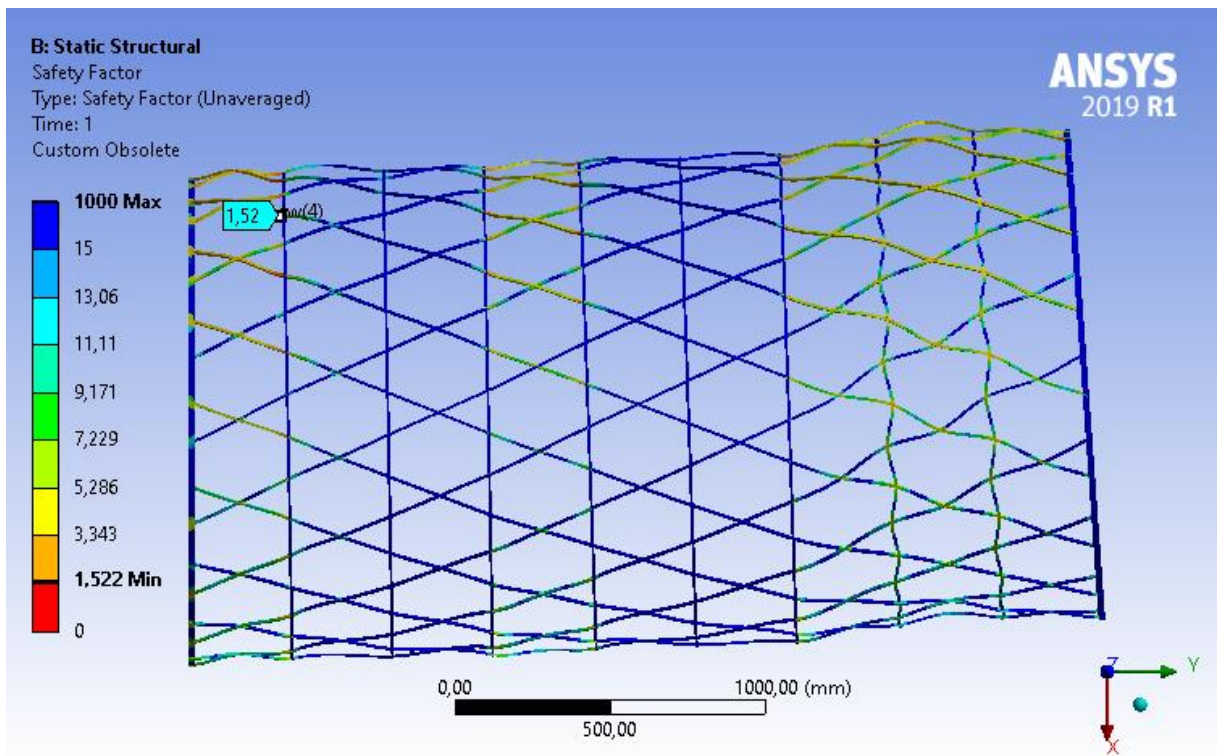 B: Static Structural
Safety Factor
Type: Safety Factor (Unaveraged)
Time: 1
Custom Obsolete
ANSYS
2019 R1
1000 Max
15
13,06
11,11
9,171
7,229
5,286
3,343
1,522 Min
0
1,52
0,00
1000,00 (mm)
500,00
Z
Y
X